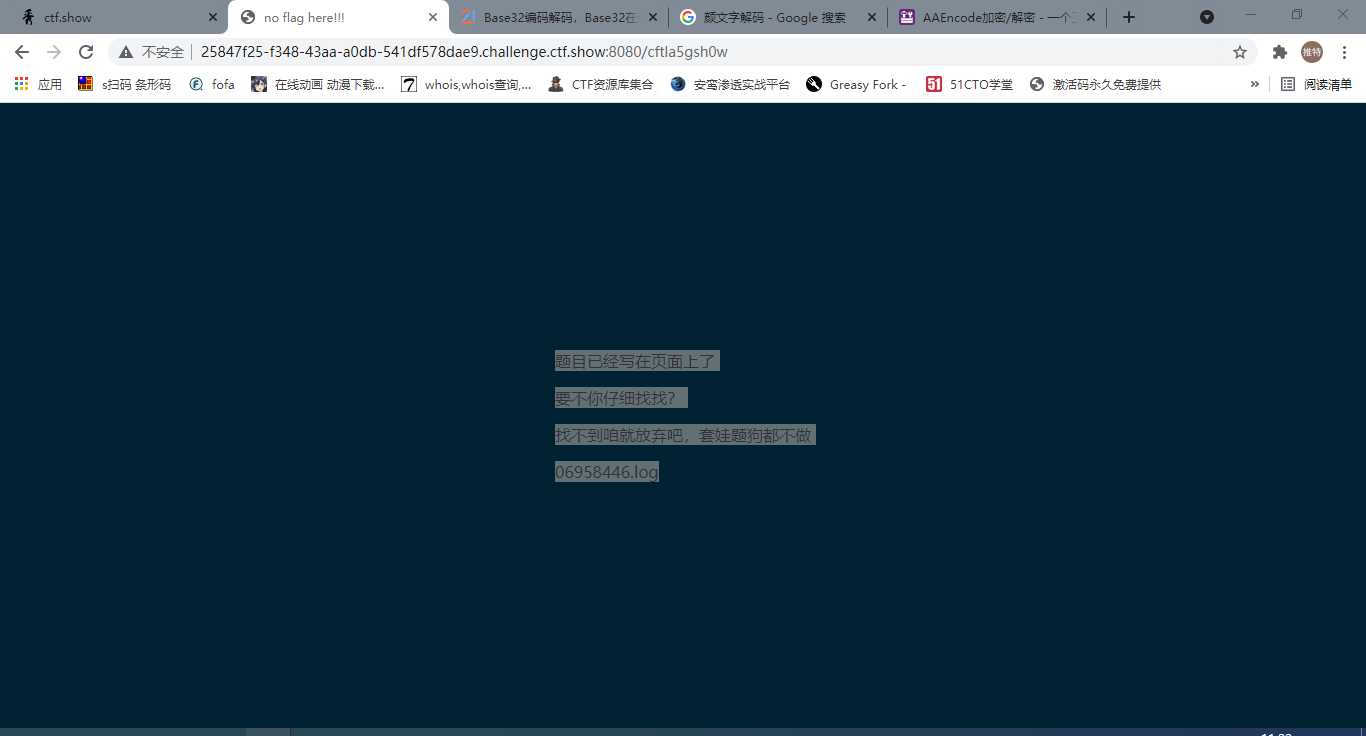 ctf.show
no flag here!!!
Base32编码解码，Base32在
颜文字解码 - Google 搜索
AAEncode加密/解密 - 一个
不安全
25847f25-f348-43aa-a0db-541df578dae9.challenge.ctf.show:8080/cftla5gsh0w
推特
应用
s扫码 条形码
fofa
在线动画 动漫下载...
whois,whois查询,...
CTF资源库集合
安鸾渗透实战平台
Greasy Fork -
51
51CTO学堂
激活码永久免费提供
»
阅读清单
题目已经写在页面上了
要不你仔细找找？
找不到咱就放弃吧，套娃题狗都不做
06958446.log